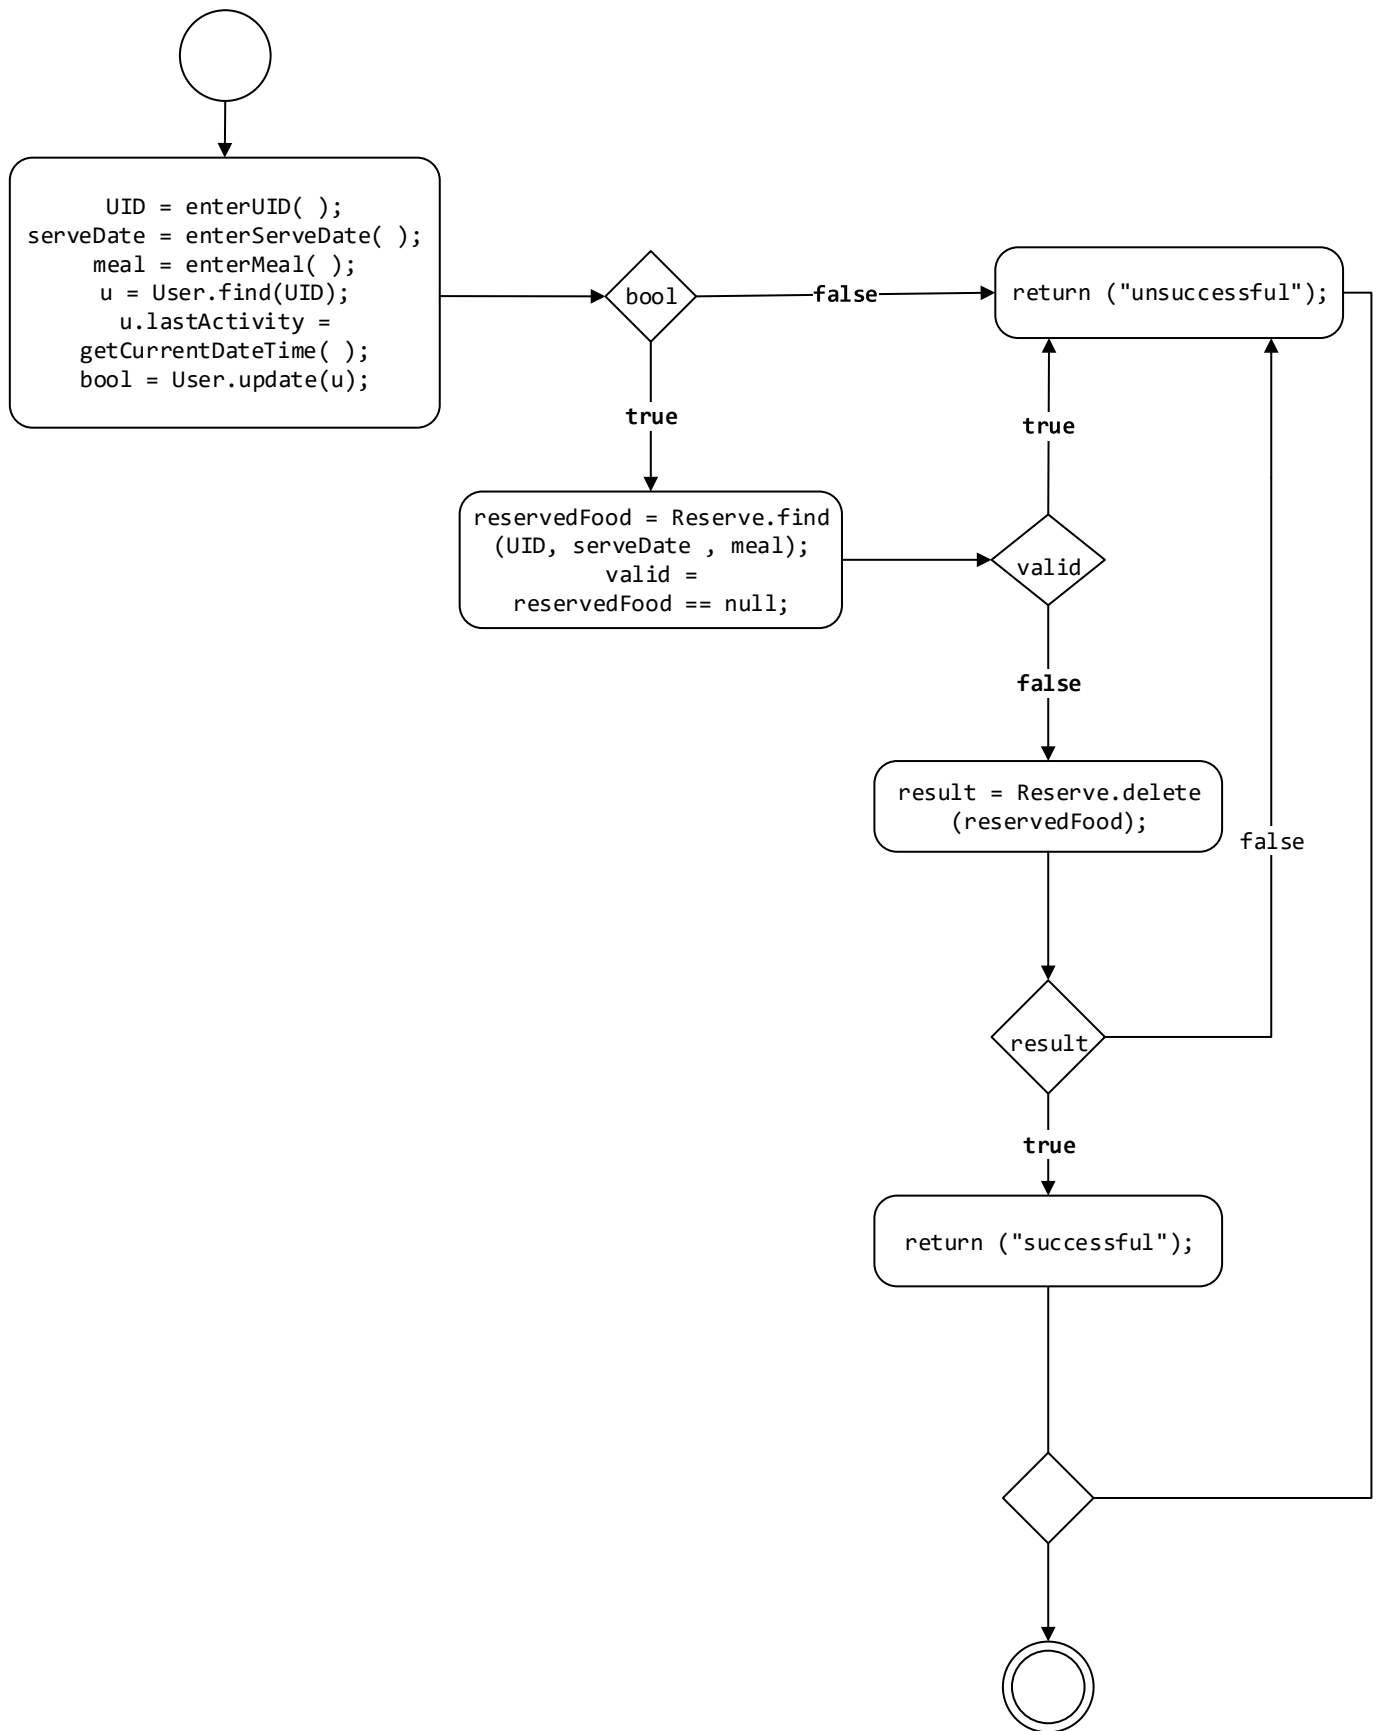 UID = enterUID( );
serveDate = enterServeDate( );
meal = enterMeal( );
u = User.find(UID);
u.lastActivity =
getCurrentDateTime( );
bool = User.update(u);
bool
false
return ("unsuccessful");
true
true
reservedFood = Reserve.find
(UID, serveDate , meal);
valid =
reservedFood == null;
valid
false
result = Reserve.delete
(reservedFood);
false
result
true
return ("successful");